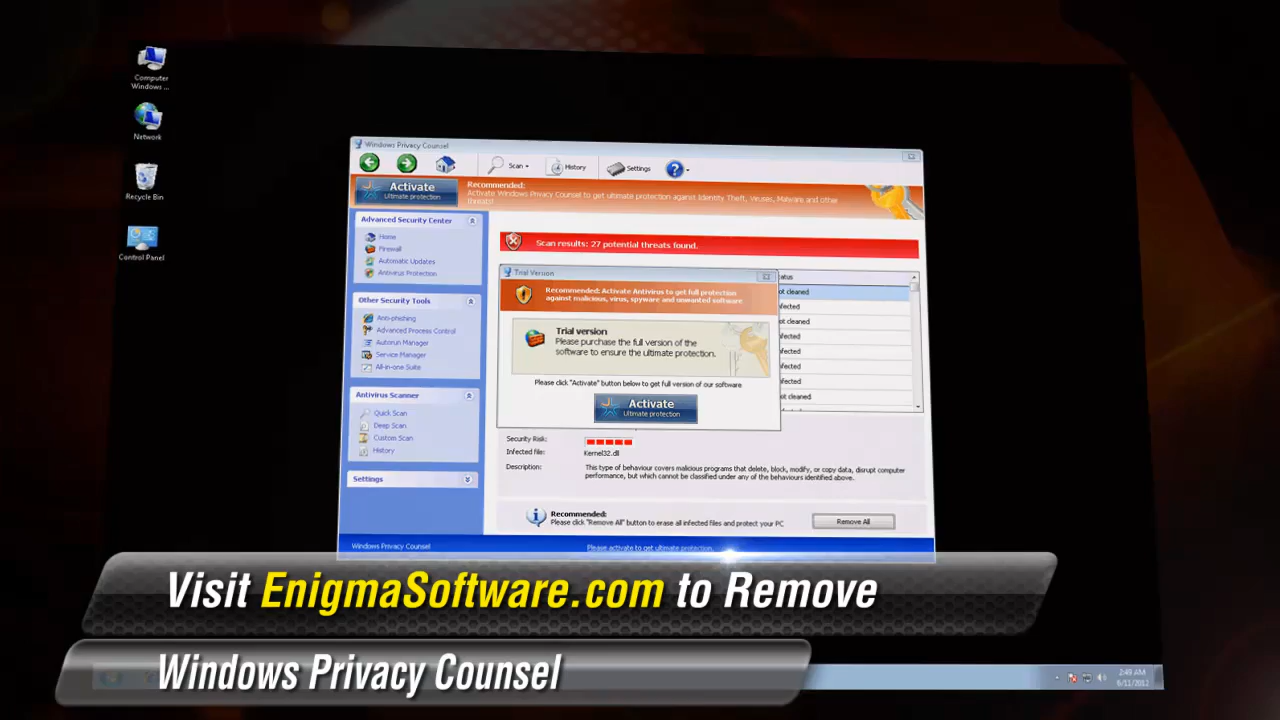 Computer
Windows ...
Network
Recycle Bin
Control Panel
Windows Privacy Counsel
Scan
History
Settings
?
Activate
Ultimate protection
Recommended:
Activate Windows Privacy Counsel to get ultimate protection against Identity Theft, Viruses, Malware and other
threats!
Advanced Security Center
Home
Firewall
Automatic Updates
Antivirus Protection
Other Security Tools
Anti-phishing
Advanced Process Control
Autorun Manager
Service Manager
All-in-one Suite
Antivirus Scanner
Quick Scan
Deep Scan
Custom Scan
History
Settings
Scan results: 27 potential threats found.
tatus
ot cleaned
nfected
ot cleaned
nfected
nfected
nfected
nfected
ot cleaned
Trial Version
Recommended: Activate Antivirus to get full protection
against malicious, virus, spyware and unwanted software
Trial version
Please purchase the full version of the
software to ensure the ultimate protection.
Please click "Activate" button below to get full version of our software
Activate
Ultimate protection
Security Risk:
Infected file:
Kernel32.dll
Description:
This type of behaviour covers malicious programs that delete, block, modify, or copy data, disrupt computer
performance, but which cannot be classified under any of the behaviours identified above.
Recommended:
Please click "Remove All" button to erase all infected files and protect your PC
Remove All
Windows Privacy Counsel
Please activate to get ultimate protection.
Visit EnigmaSoftware.com to Remove
Windows Privacy Counsel
2:49 AM
6/11/2012